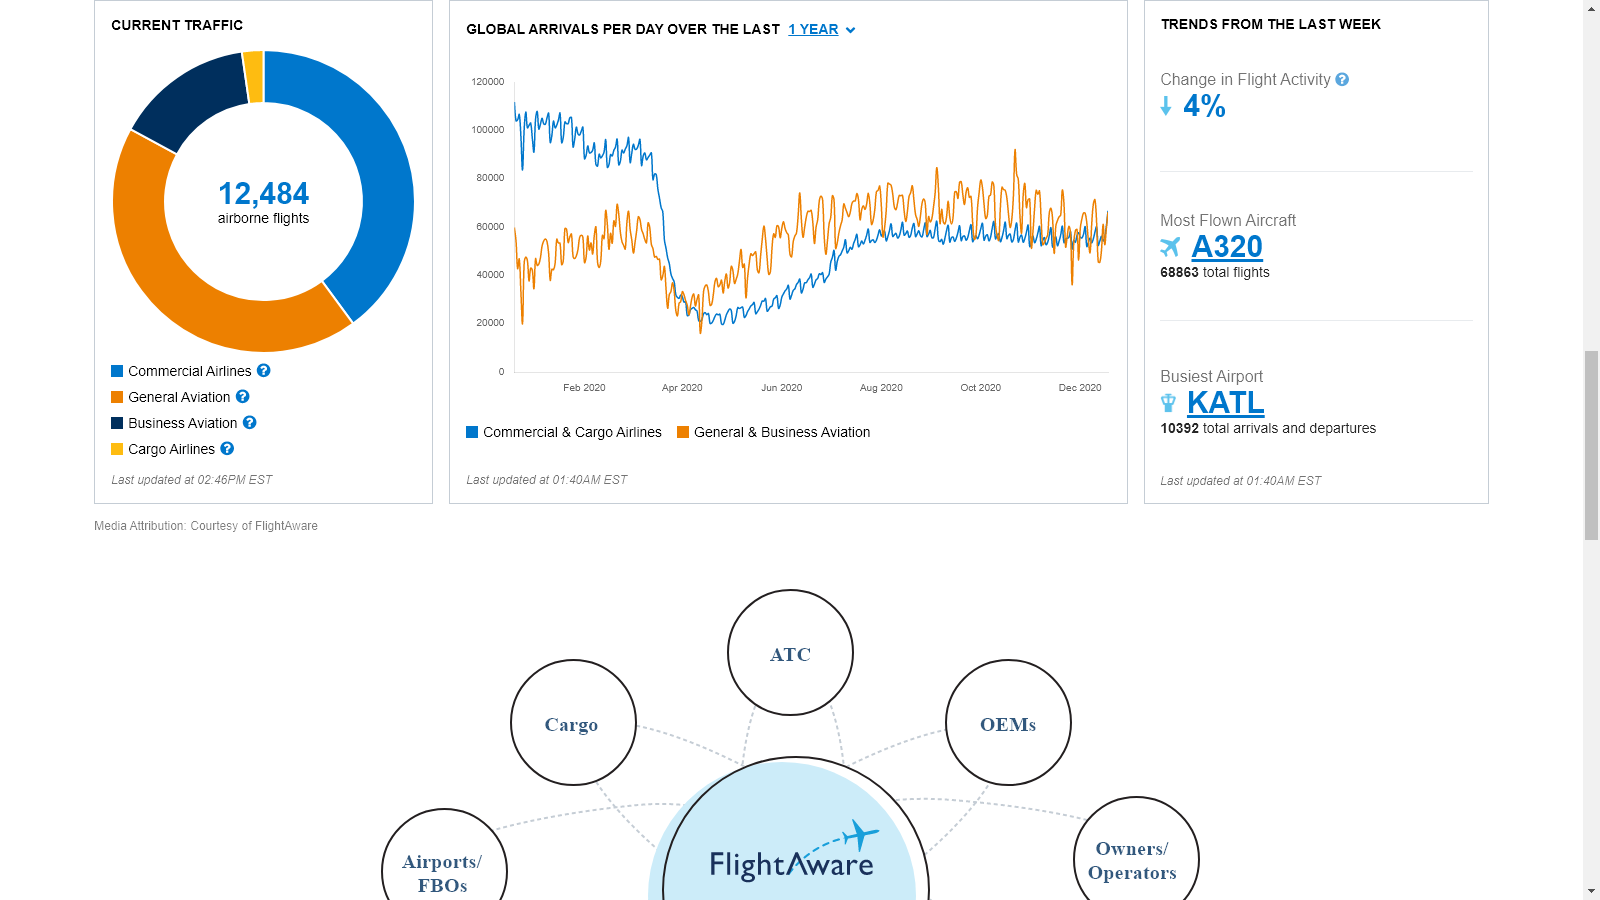 CURRENT TRAFFIC
12,484
airborne flights
Commercial Airlines
General Aviation
Business Aviation
Cargo Airlines
Last updated at 02:46PM EST
GLOBAL ARRIVALS PER DAY OVER THE LAST 1 YEAR
120000
100000
80000
60000
40000
20000
0
Feb 2020 Apr 2020 Jun 2020 Aug 2020 Oct 2020 Dec 2020
Commercial & Cargo Airlines General & Business Aviation
Last updated at 01:40AM EST
TRENDS FROM THE LAST WEEK
Change in Flight Activity
4%
Most Flown Aircraft
A320
68863 total flights
Busiest Airport
KATL
10392 total arrivals and departures
Last updated at 01:40AM EST
Media Attribution: Courtesy of FlightAware
ATC
Cargo
OEMs
Airports/
FBOs
FlightAware
Owners/
Operators